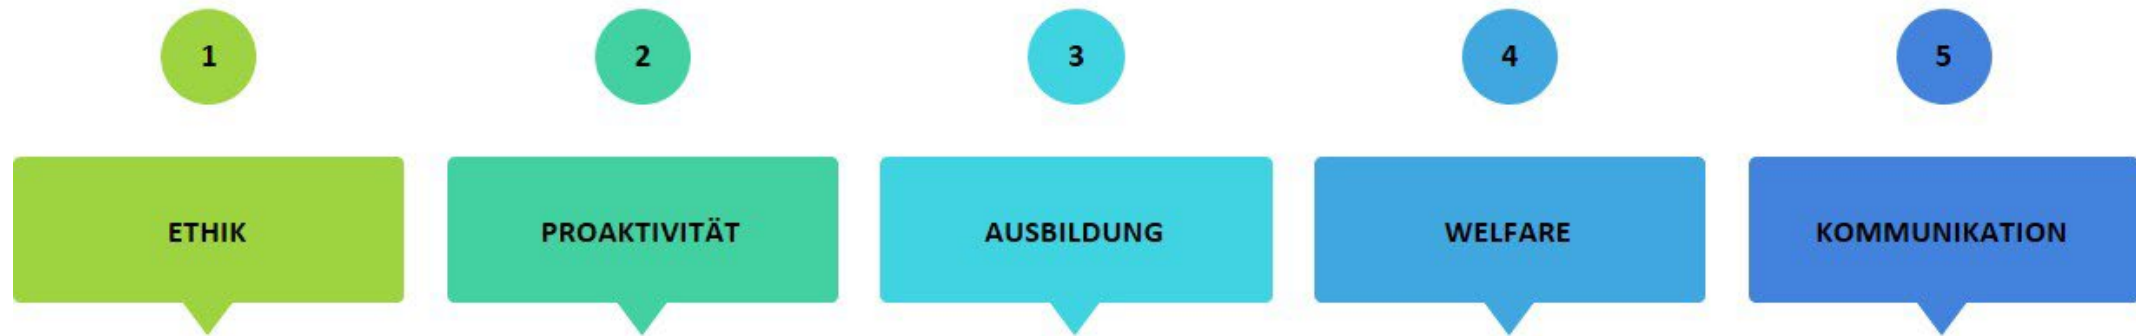 1
2
3
4
5
ETHIK
PROAKTIVITÄT
AUSBILDUNG
WELFARE
KOMMUNIKATION